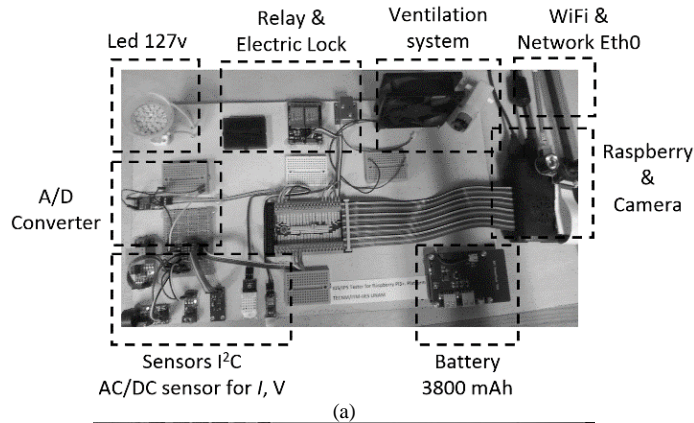 Led 127v
Relay &
Electric Lock
Ventilation
system
WiFi &
Network Eth0
A/D
Converter
Raspberry
&
Camera
Sensors I²C
AC/DC sensor for I, V
Battery
3800 mAh
(a)